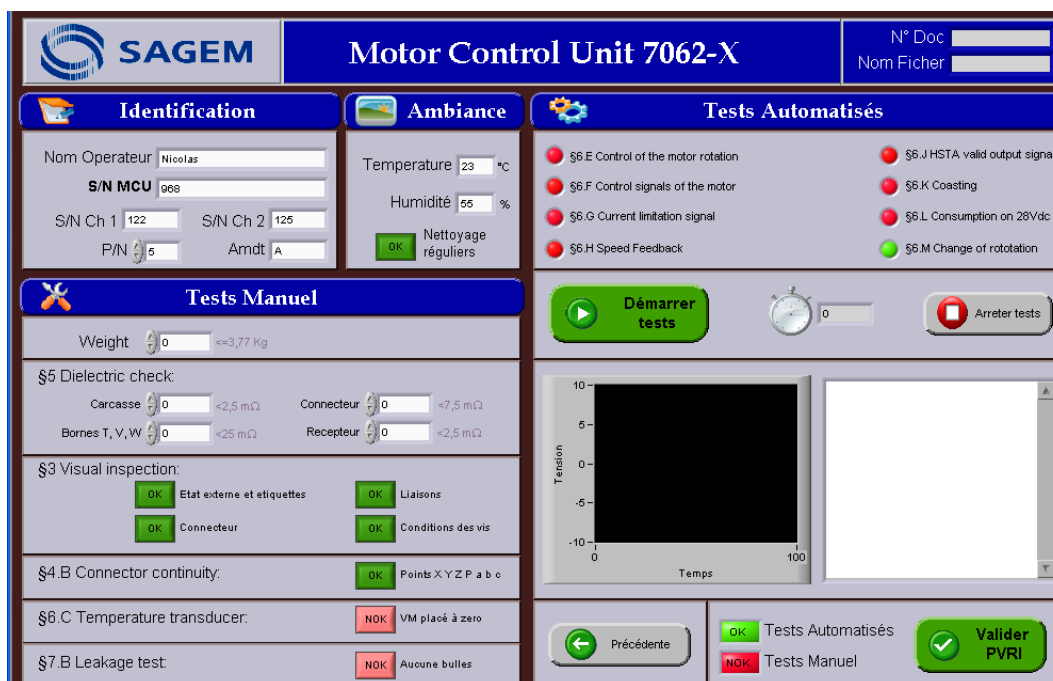 SAGEM
Motor Control Unit 7062-X
N° Doc
Nom Ficher
Identification
Nom Operateur Nicolas
S/N MCU 968
S/N Ch 1 122 S/N Ch 2 125
P/N 5 Amdt A
Ambiance
Temperature 23 °C
Humidité 55 %
OK Nettoyage
réguliers
Tests Automatisés
§6.E Control of the motor rotation
§6.F Control signals of the motor
§6.G Current limitation signal
§6.H Speed Feedback
§6.J HSTA valid output signa
§6.K Coasting
§6.L Consumption on 28Vdc
§6.M Change of rototation
Tests Manuel
Weight 0 <=3,77 Kg
§5 Dielectric check:
Carcasse 0 <2,5 mΩ Connecteur 0 <7,5 mΩ
Bornes T, V, W 0 <25 mΩ Recepteur 0 <2,5 mΩ
§3 Visual inspection:
OK Etat externe et etiquettes OK Liaisons
OK Connecteur OK Conditions des vis
§4.B Connector continuity: OK Points X Y Z P a b c
§6.C Temperature transducer: NOK VM placé à zero
§7.B Leakage test: NOK Aucune bulles
Démarrer
tests
0
Arreter tests
10
5
0
-5
-10
Tension
0 100
Temps
Précédente
OK Tests Automatisés
NOK Tests Manuel
Valider
PVRI